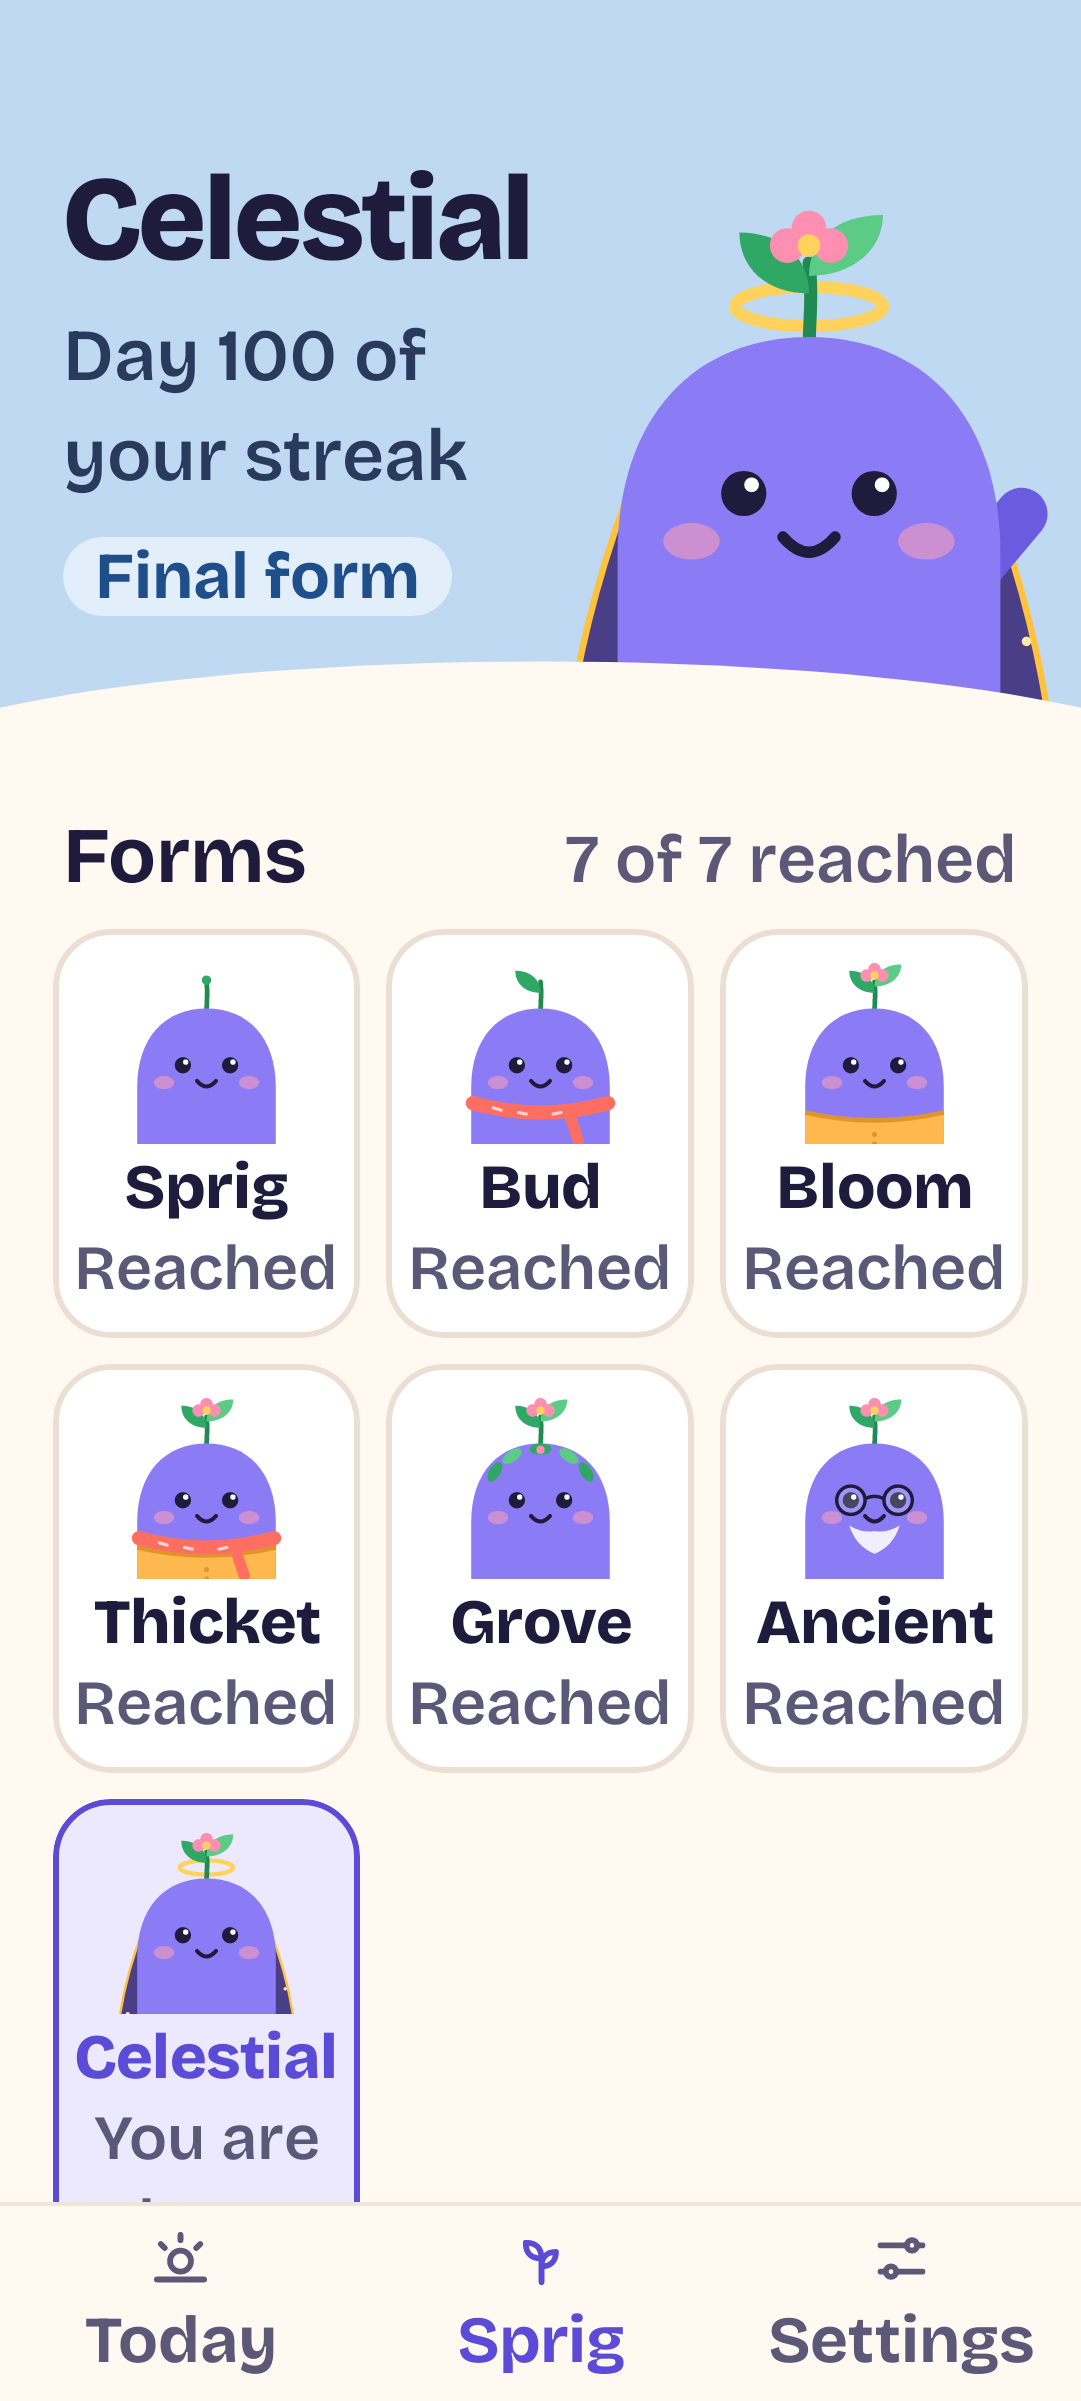 Celestial
Day 100 of
your streak
Final form
Forms
7 of 7 reached
Sprig
Reached
Bud
Reached
Bloom
Reached
Thicket
Reached
Grove
Reached
Ancient
Reached
Celestial
You are
Today
Sprig
Settings